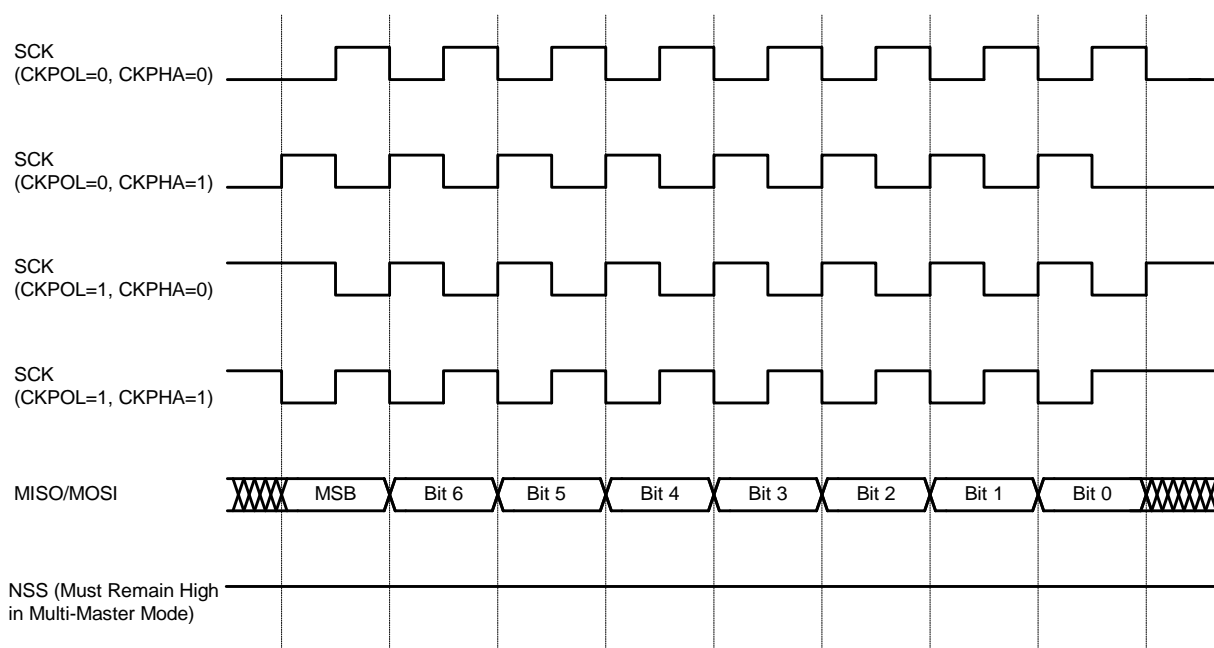 SCK
(CKPOL=0, CKPHA=0)
SCK
(CKPOL=0, CKPHA=1)
SCK
(CKPOL=1, CKPHA=0)
SCK
(CKPOL=1, CKPHA=1)
MISO/MOSI
MSB Bit 6 Bit 5 Bit 4 Bit 3 Bit 2 Bit 1 Bit 0
NSS (Must Remain High
in Multi-Master Mode)